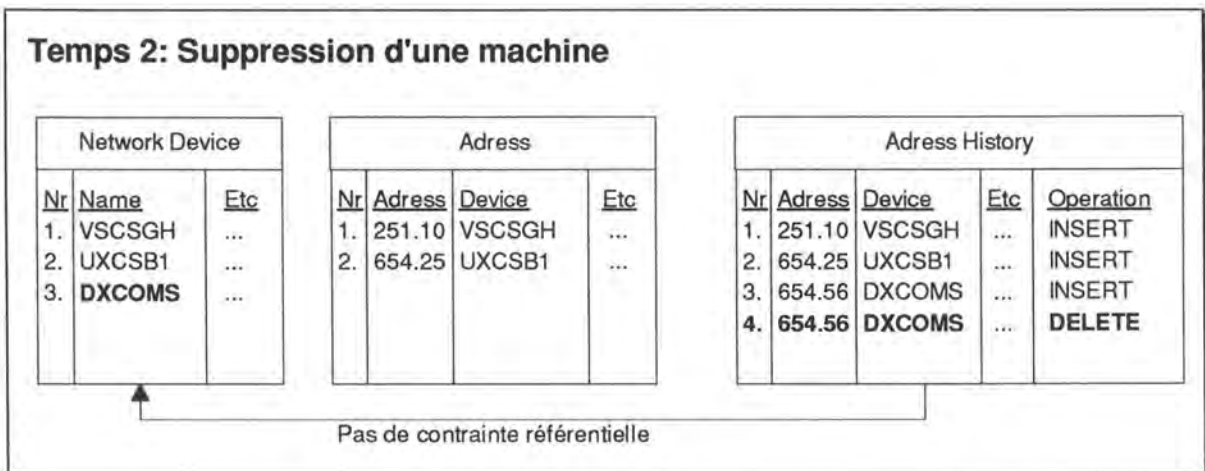 Temps 2: Suppression d'une machine
Network Device
Nr Name Etc
1. VSCSGH ...
2. UXCSB1 ...
3. DXCOMS ...
Adress
Nr Adress Device Etc
1. 251.10 VSCSGH ...
2. 654.25 UXCSB1 ...
Adress History
Nr Adress Device Etc Operation
1. 251.10 VSCSGH ... INSERT
2. 654.25 UXCSB1 ... INSERT
3. 654.56 DXCOMS ... INSERT
4. 654.56 DXCOMS ... DELETE
Pas de contrainte référentielle